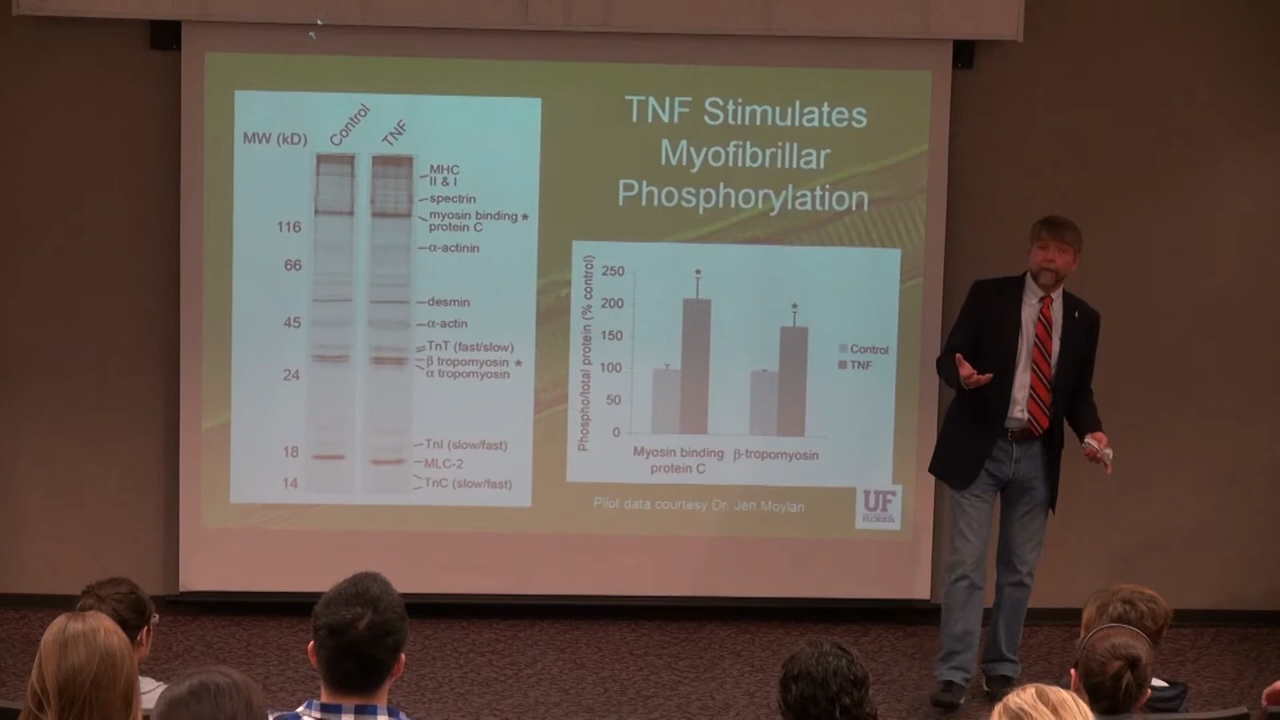 TNF Stimulates
Myofibrillar
Phosphorylation
MW (kD)
Control
TNF
116
66
45
24
18
14
MHC
II & I
spectrin
myosin binding *
protein C
α-actinin
desmin
α-actin
TnT (fast/slow)
β tropomyosin *
α tropomyosin
TnI (slow/fast)
MLC-2
TnC (slow/fast)
Phospho/total protein (% control)
250
200
150
100
50
0
*
*
Control
TNF
Myosin binding
protein C
β-tropomyosin
Pilot data courtesy Dr. Jen Moylan
UF
FLORIDA